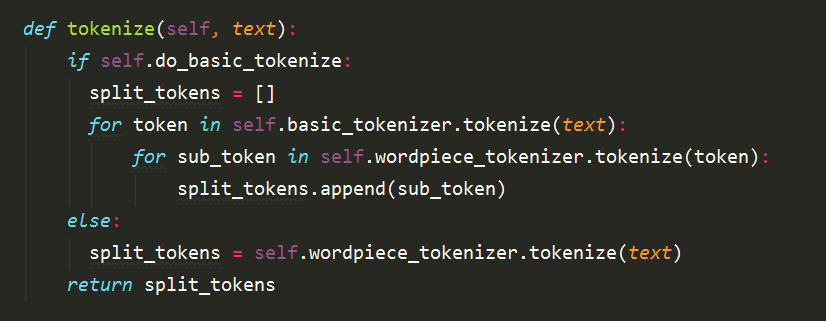 def tokenize(self, text):
    if self.do_basic_tokenize:
      split_tokens = []
      for token in self.basic_tokenizer.tokenize(text):
          for sub_token in self.wordpiece_tokenizer.tokenize(token):
              split_tokens.append(sub_token)
    else:
      split_tokens = self.wordpiece_tokenizer.tokenize(text)
    return split_tokens